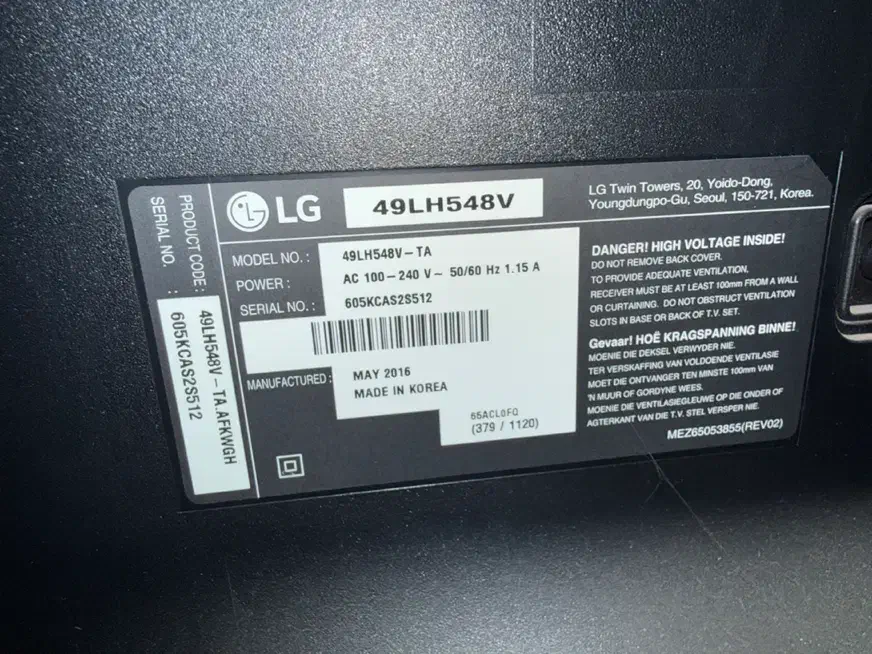 LG
49LH548V
LG Twin Towers, 20, Yoido-Dong,
Youngdungpo-Gu, Seoul, 150-721, Korea.
PRODUCT CODE :
49LH548V-TA.AFKWGH
SERIAL NO. :
605KCAS2S512
MODEL NO. : 49LH548V-TA
POWER : AC 100-240 V~ 50/60 Hz 1.15 A
SERIAL NO. : 605KCAS2S512
MANUFACTURED : MAY 2016
MADE IN KOREA
65ACL0FQ
(379 / 1120)
DANGER! HIGH VOLTAGE INSIDE!
DO NOT REMOVE BACK COVER.
TO PROVIDE ADEQUATE VENTILATION,
RECEIVER MUST BE AT LEAST 100mm FROM A WALL
OR CURTAINING. DO NOT OBSTRUCT VENTILATION
SLOTS IN BASE OR BACK OF T.V. SET.
Gevaar! HOË KRAGSPANNING BINNE!
MOENIE DIE DEKSEL VERWYDER NIE.
TER VERSKAFFING VAN VOLDOENDE VENTILASIE
MOET DIE ONTVANGER TEN MINSTE 100mm VAN
'N MUUR OF GORDYNE WEES.
MOENIE DIE VENTILASIEGLEUWE OP DIE ONDER OF
AGTERKANT VAN DIE T.V. STEL VERSPER NIE.
MEZ65053855(REV02)